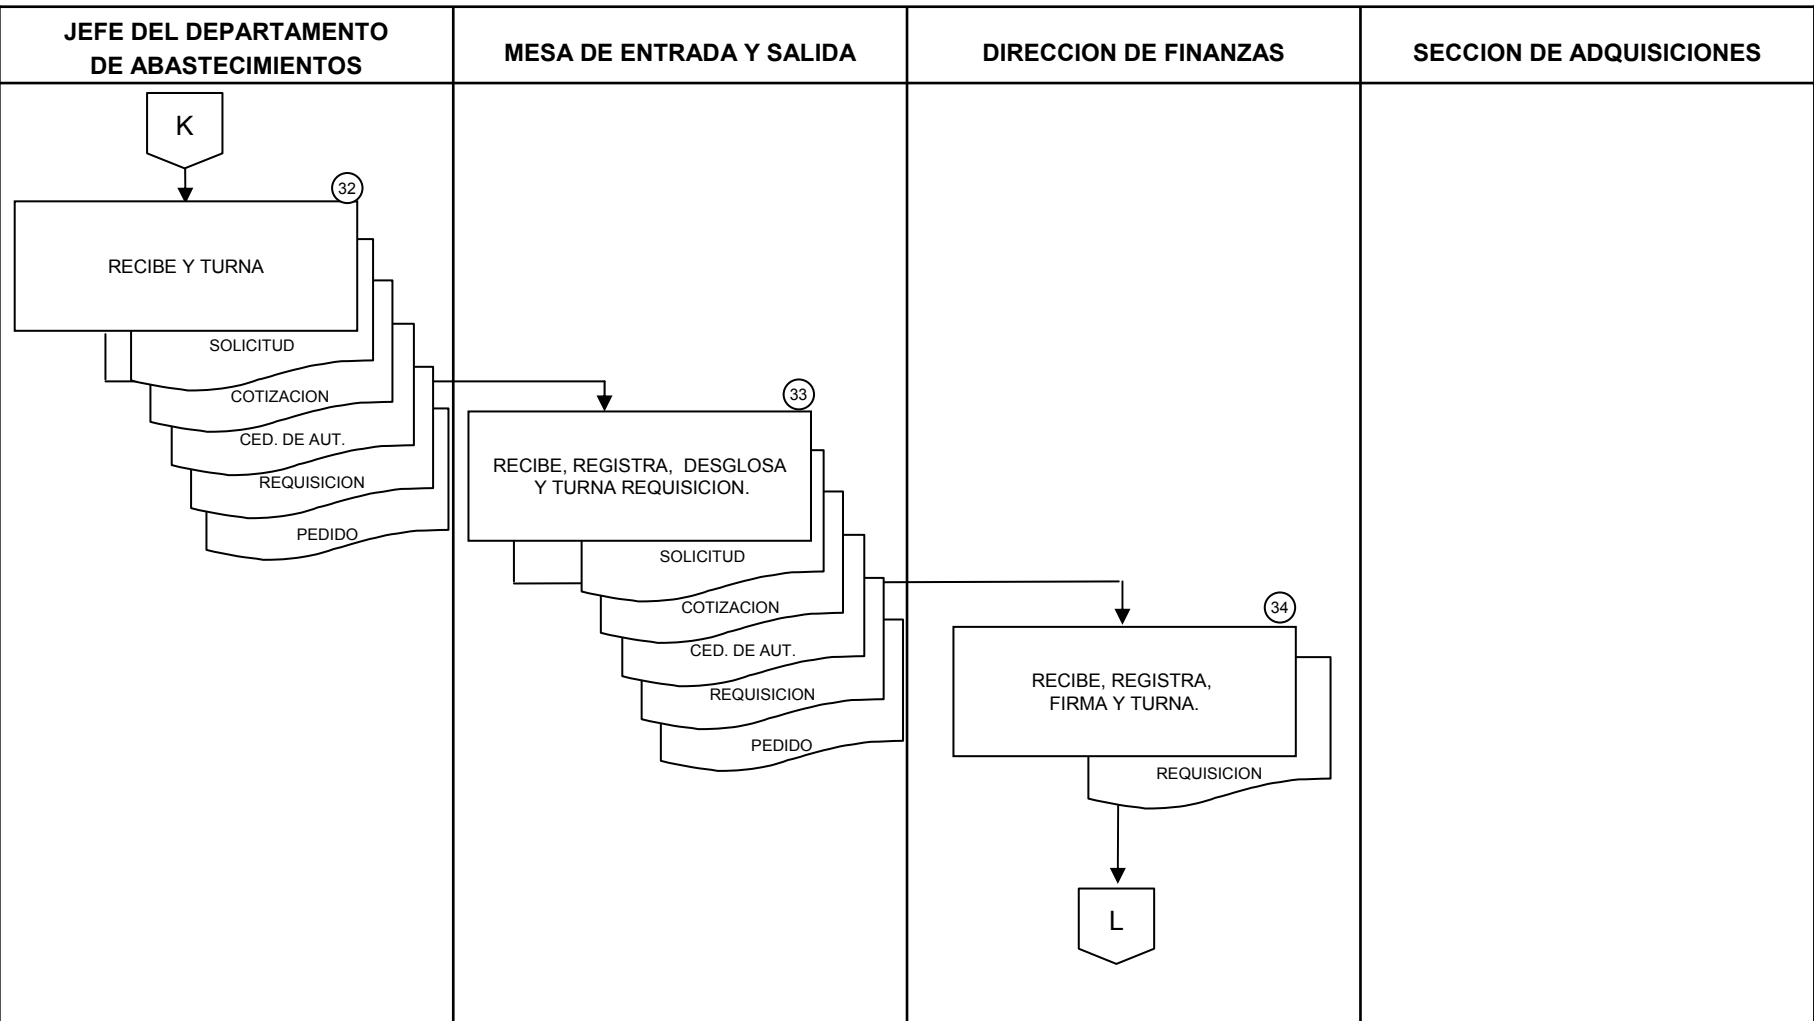 JEFE DEL DEPARTAMENTO
DE ABASTECIMIENTOS
MESA DE ENTRADA Y SALIDA
DIRECCION DE FINANZAS
SECCION DE ADQUISICIONES
K
32
RECIBE Y TURNA
SOLICITUD
COTIZACION
CED. DE AUT.
REQUISICION
PEDIDO
33
RECIBE, REGISTRA, DESGLOSA
Y TURNA REQUISICION.
SOLICITUD
COTIZACION
CED. DE AUT.
REQUISICION
PEDIDO
34
RECIBE, REGISTRA,
FIRMA Y TURNA.
REQUISICION
L